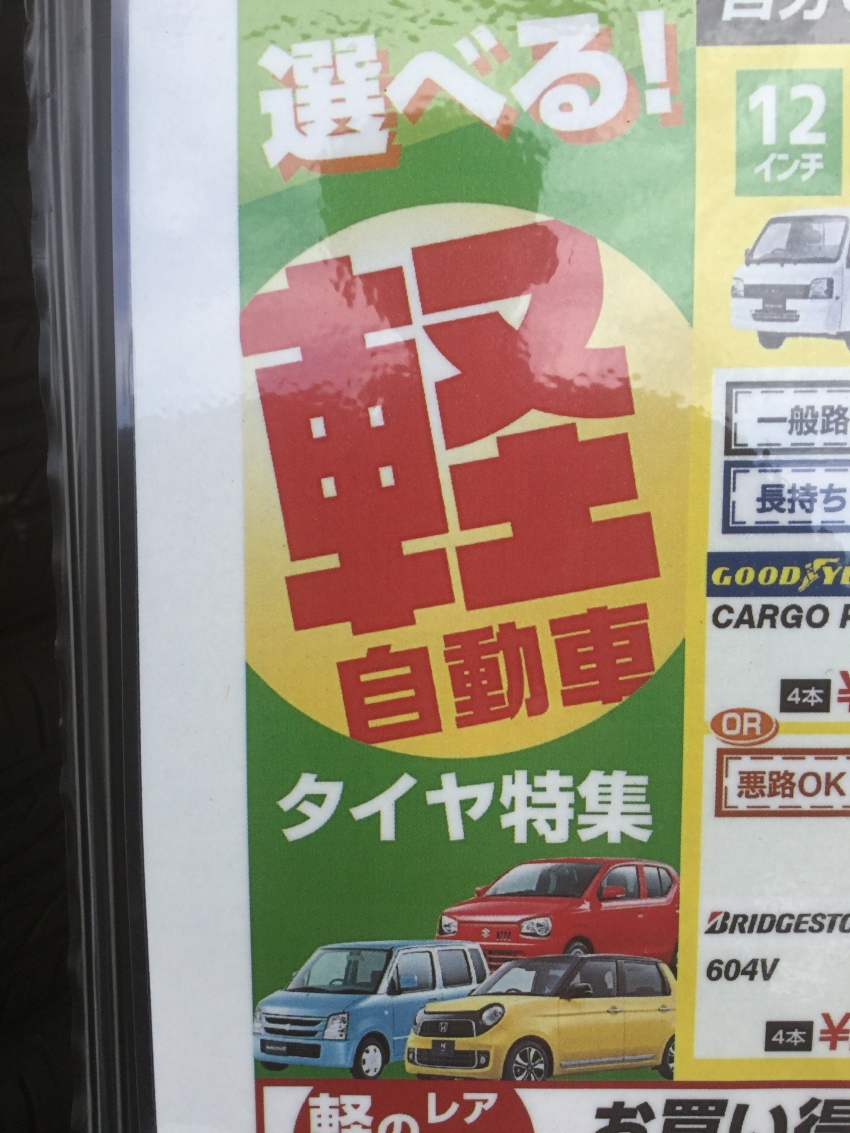 選べる!
軽
自動車
タイヤ特集
12
インチ
一般路
長持ち
GOODYE
CARGO
4本
OR
悪路OK
BRIDGESTO
604V
4本 ¥
軽のレア
お買い得